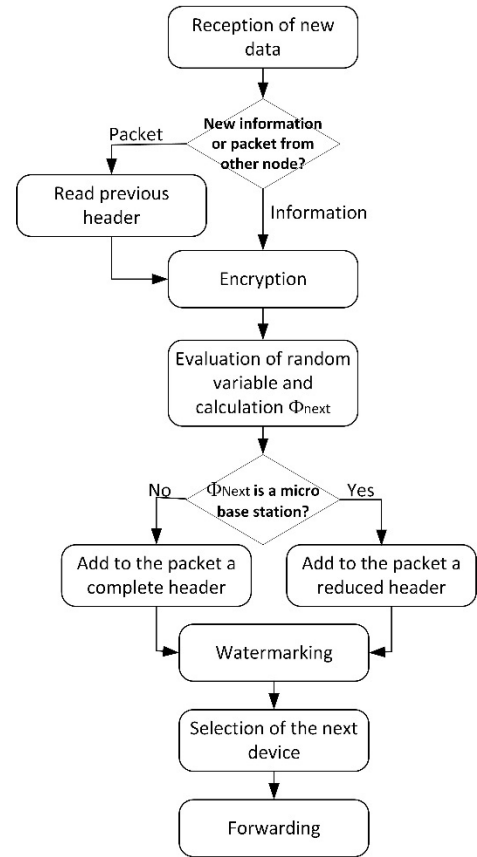 Reception of new
data
New information
or packet from
other node?
Packet
Read previous
header
Information
Encryption
Evaluation of random
variable and
calculation Φnext
ΦNext is a micro
base station?
No
Yes
Add to the packet a
complete header
Add to the packet a
reduced header
Watermarking
Selection of the next
device
Forwarding